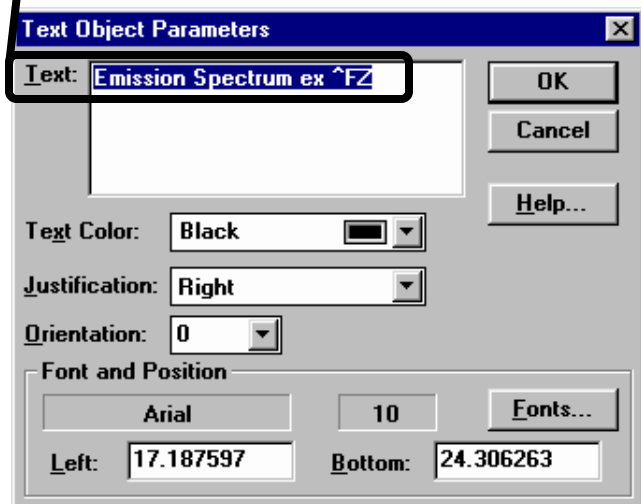 Text Object Parameters
Text: Emission Spectrum ex ^FZ
OK
Cancel
Help...
Text Color: Black
Justification: Right
Orientation: 0
Font and Position
Arial 10 Fonts...
Left: 17.187597 Bottom: 24.306263